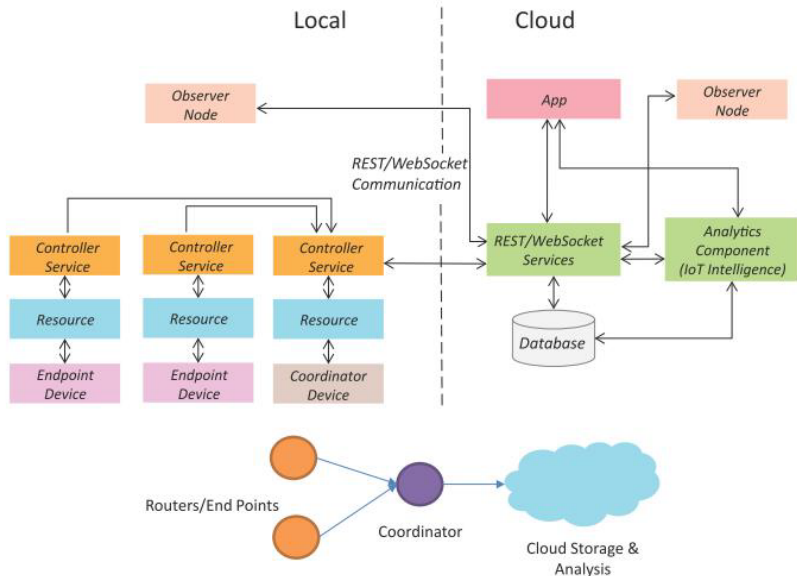 Local
Cloud
Observer
Node
App
Observer
Node
REST/WebSocket
Communication
Controller
Service
Controller
Service
Controller
Service
REST/WebSocket
Services
Analytics
Component
(IoT Intelligence)
Resource
Resource
Resource
Database
Endpoint
Device
Endpoint
Device
Coordinator
Device
Routers/End Points
Coordinator
Cloud Storage &
Analysis